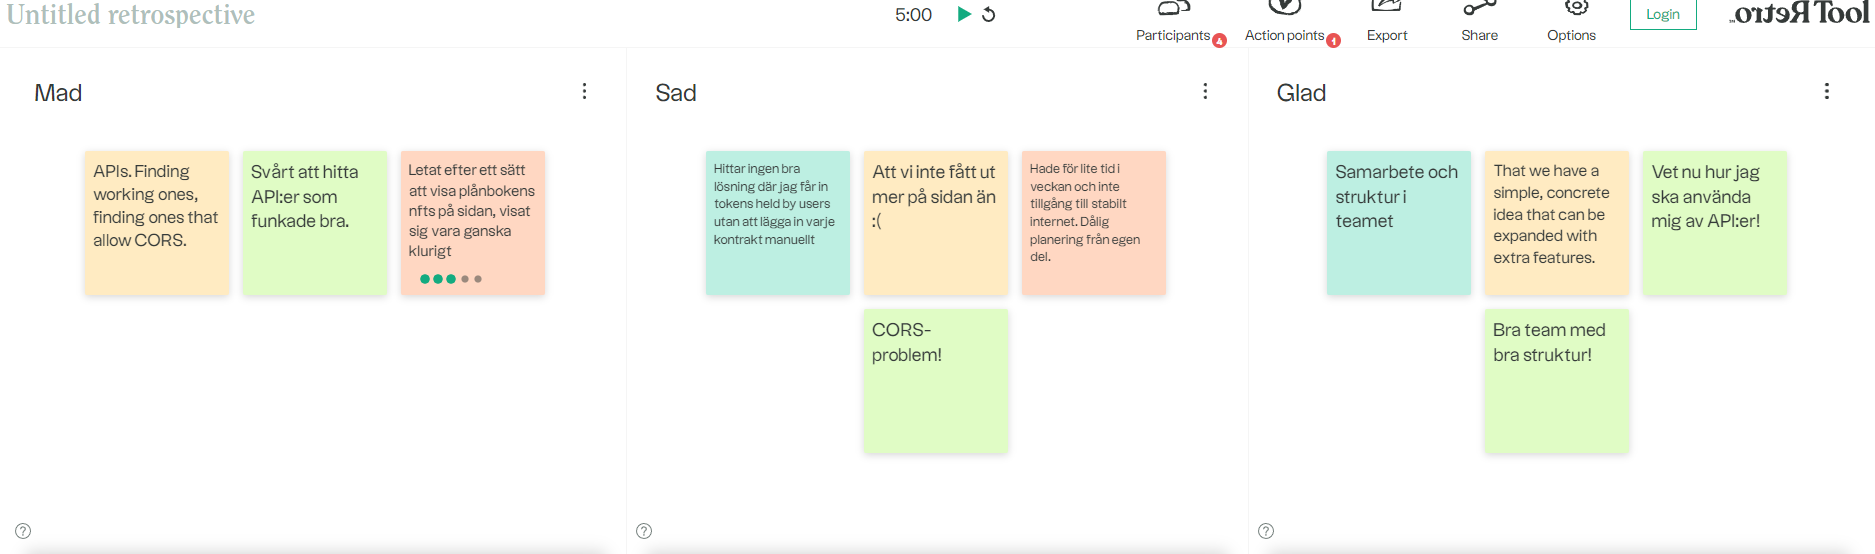 Untitled retrospective
5:00
Participants 4
Action points 1
Export
Share
Options
Login
Retro Tool
Mad
APIs. Finding
working ones,
finding ones that
allow CORS.
Svårt att hitta
API:er som
funkade bra.
Letat efter ett sätt
att visa plånbokens
nfts på sidan, visat
sig vara ganska
klurigt
Sad
Hittar ingen bra
lösning där jag får in
tokens held by users
utan att lägga in varje
kontrakt manuellt
Att vi inte fått ut
mer på sidan än
:(
Hade för lite tid i
veckan och inte
tillgång till stabilt
internet. Dålig
planering från egen
del.
CORS-
problem!
Glad
Samarbete och
struktur i
teamet
That we have a
simple, concrete
idea that can be
expanded with
extra features.
Vet nu hur jag
ska använda
mig av API:er!
Bra team med
bra struktur!
?
?
?